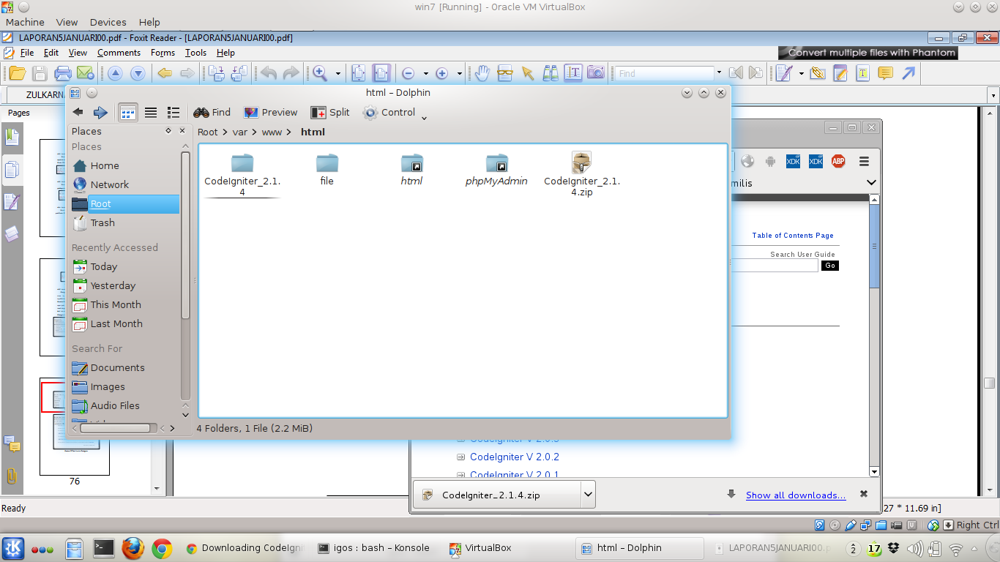 win7 [Running] - Oracle VM VirtualBox
Machine View Devices Help
LAPORAN5JANUARI00.pdf - Foxit Reader - [LAPORAN5JANUARI00.pdf]
File Edit View Comments Forms Tools Help
Convert multiple files with Phantom
Find
ZULKARN
html – Dolphin
Pages
Find Preview Split Control
Places
Root > var > www > html
Places
Home
Network
Root
Trash
Recently Accessed
Today
Yesterday
This Month
Last Month
Search For
Documents
Images
Audio Files
CodeIgniter_2.1.
4
file
html
phpMyAdmin
CodeIgniter_2.1.
4.zip
4 Folders, 1 File (2.2 MiB)
XDK XDK ABP
milis
Table of Contents Page
Search User Guide
Go
CodeIgniter V 2.0.3
CodeIgniter V 2.0.2
CodeIgniter V 2.0.1
CodeIgniter_2.1.4.zip
Show all downloads...
76
Ready
27 * 11.69 in]
Right Ctrl
Downloading CodeIgni
igos : bash – Konsole
VirtualBox
html – Dolphin
LAPORAN5JANUARI00.p
2
17